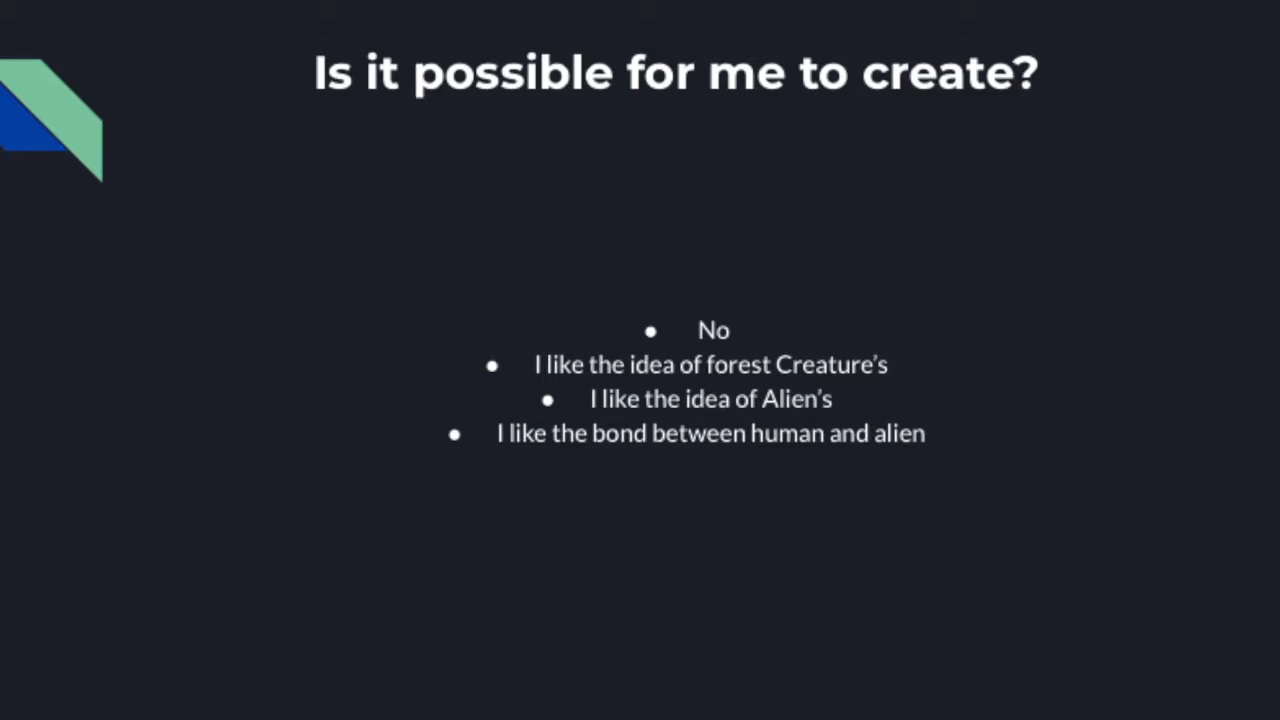 Is it possible for me to create?
● No
● I like the idea of forest Creature’s
● I like the idea of Alien’s
● I like the bond between human and alien